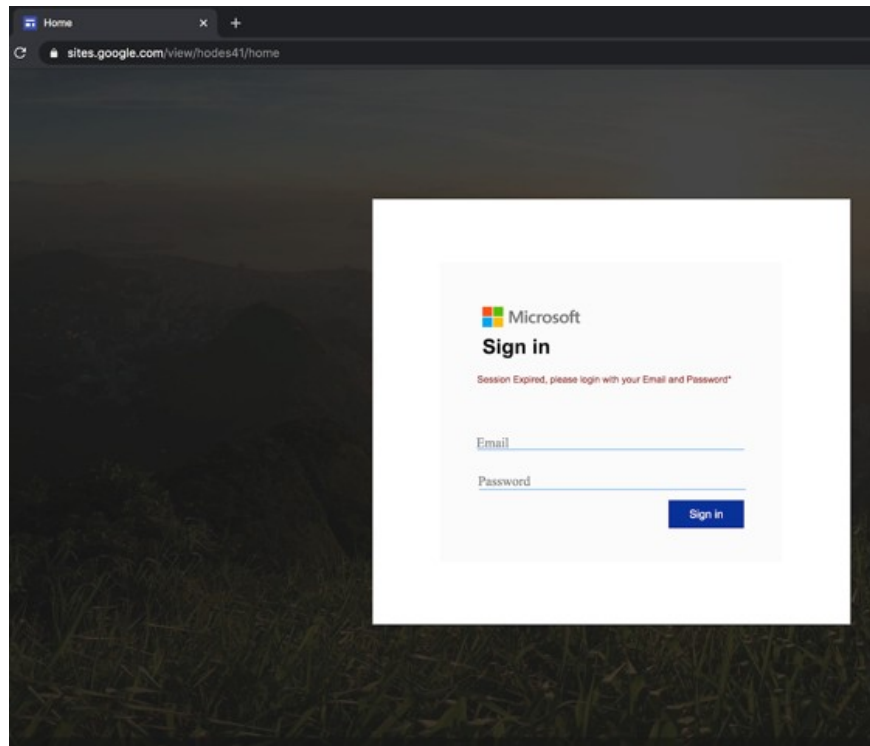 Home
sites.google.com/view/hodes41/home
Microsoft
Sign in
Session Expired, please login with your Email and Password*
Email
Password
Sign in